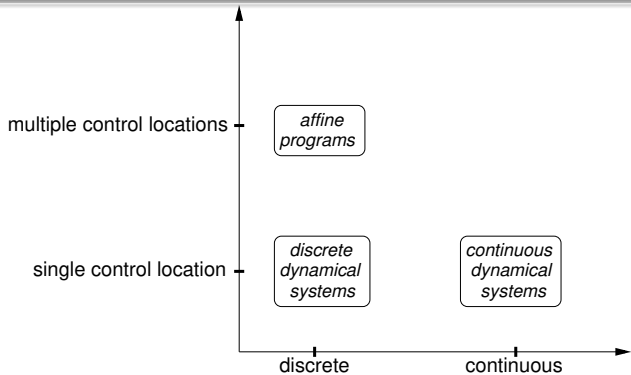 multiple control locations
affine
programs
single control location
discrete
dynamical
systems
continuous
dynamical
systems
discrete
continuous